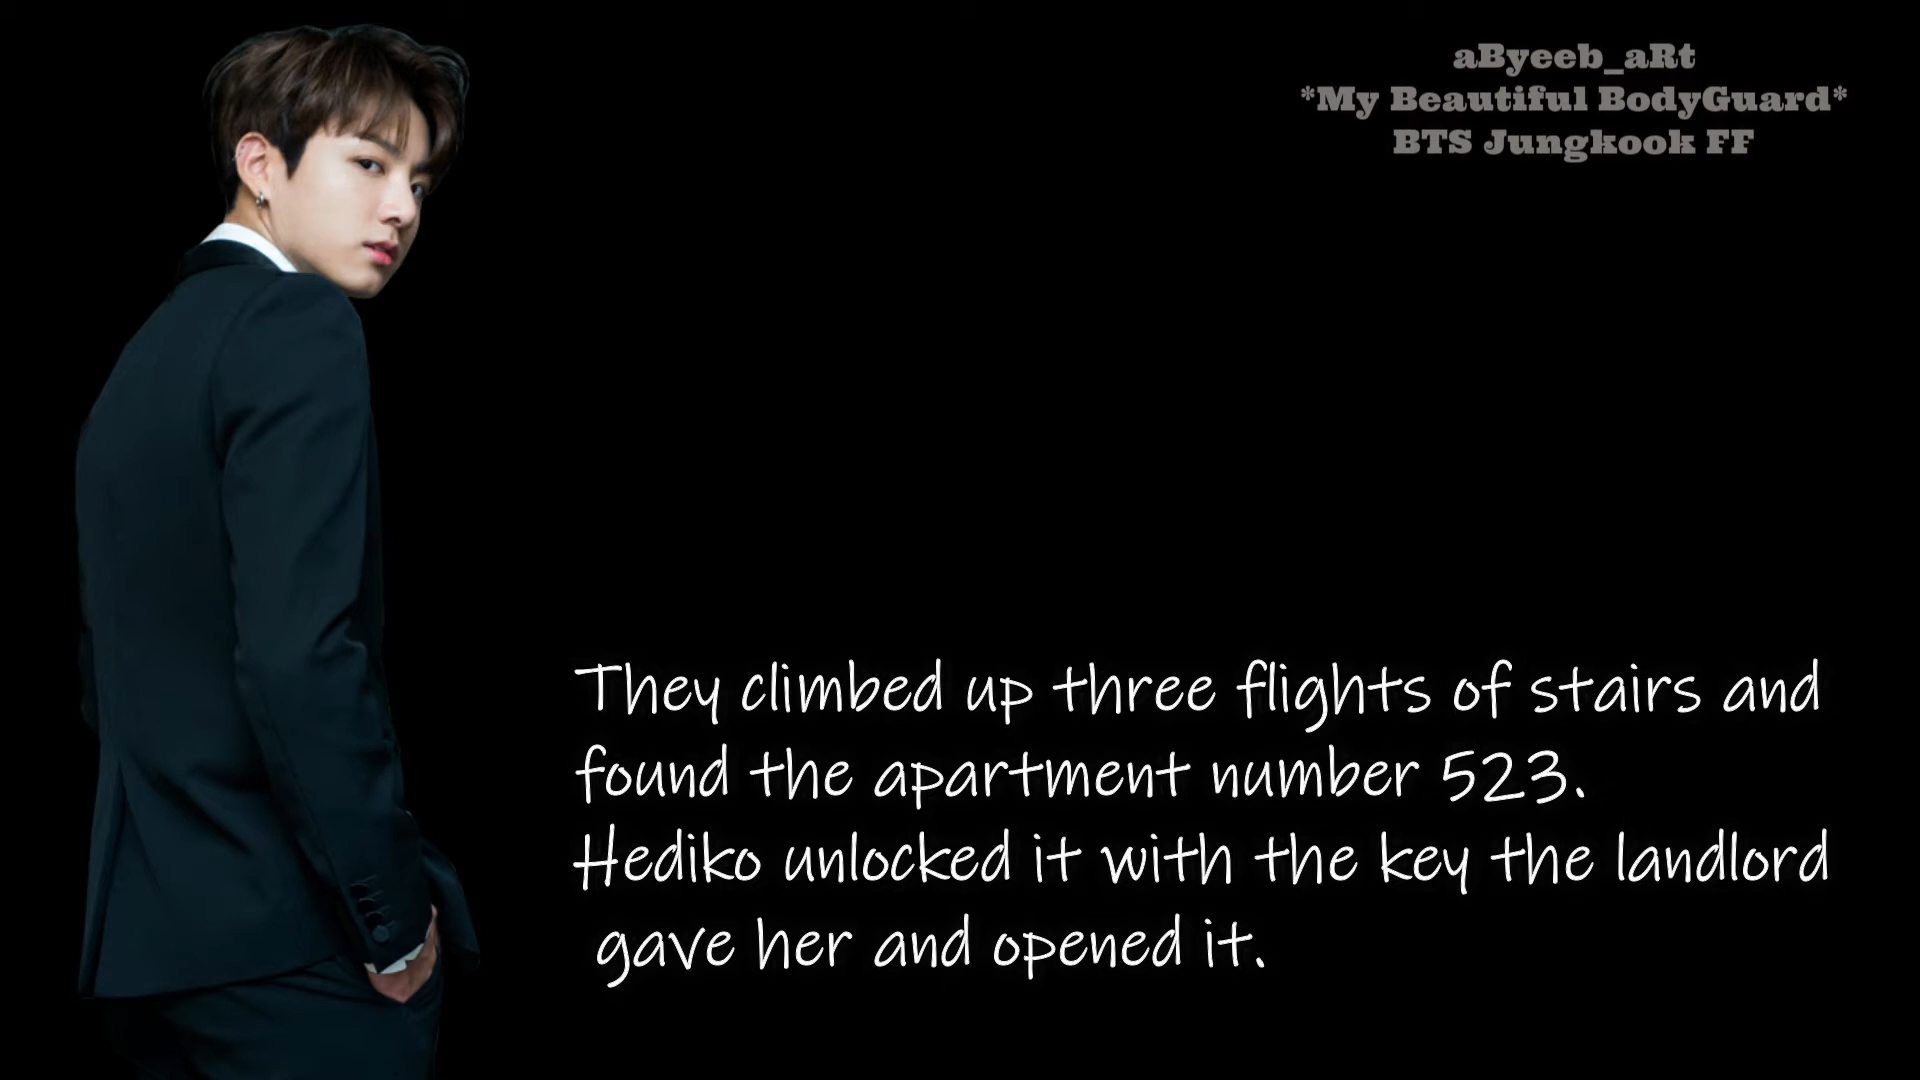 aByeeb_aRt
*My Beautiful BodyGuard*
BTS Jungkook FF
They climbed up three flights of stairs and
found the apartment number 523.
Hediko unlocked it with the key the landlord
gave her and opened it.